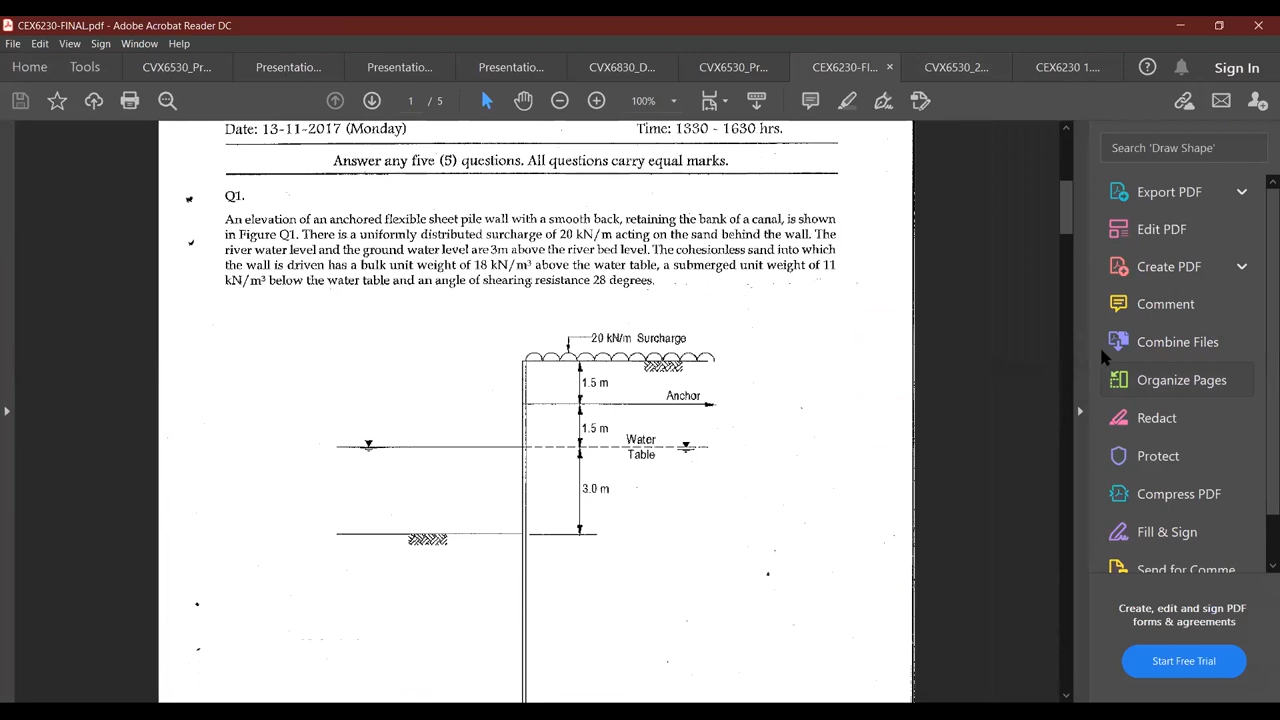 CEX6230-FINAL.pdf - Adobe Acrobat Reader DC
File Edit View Sign Window Help
Home Tools CVX6530_Pr... Presentatio... Presentatio... Presentatio... CVX6830_D... CVX6530_Pr... CEX6230-FI... × CVX6530_2... CEX6230 1.... Sign In
1 / 5 100%
Date: 13-11-2017 (Monday) Time: 1330 - 1630 hrs.
Answer any five (5) questions. All questions carry equal marks.
Q1.
An elevation of an anchored flexible sheet pile wall with a smooth back, retaining the bank of a canal, is shown
in Figure Q1. There is a uniformly distributed surcharge of 20 kN/m acting on the sand behind the wall. The
river water level and the ground water level are 3m above the river bed level. The cohesionless sand into which
the wall is driven has a bulk unit weight of 18 kN/m³ above the water table, a submerged unit weight of 11
kN/m³ below the water table and an angle of shearing resistance 28 degrees.
20 kN/m Surcharge
1.5 m
Anchor
1.5 m
Water
Table
3.0 m
Search 'Draw Shape'
Export PDF
Edit PDF
Create PDF
Comment
Combine Files
Organize Pages
Redact
Protect
Compress PDF
Fill & Sign
Send for Comme
Create, edit and sign PDF
forms & agreements
Start Free Trial